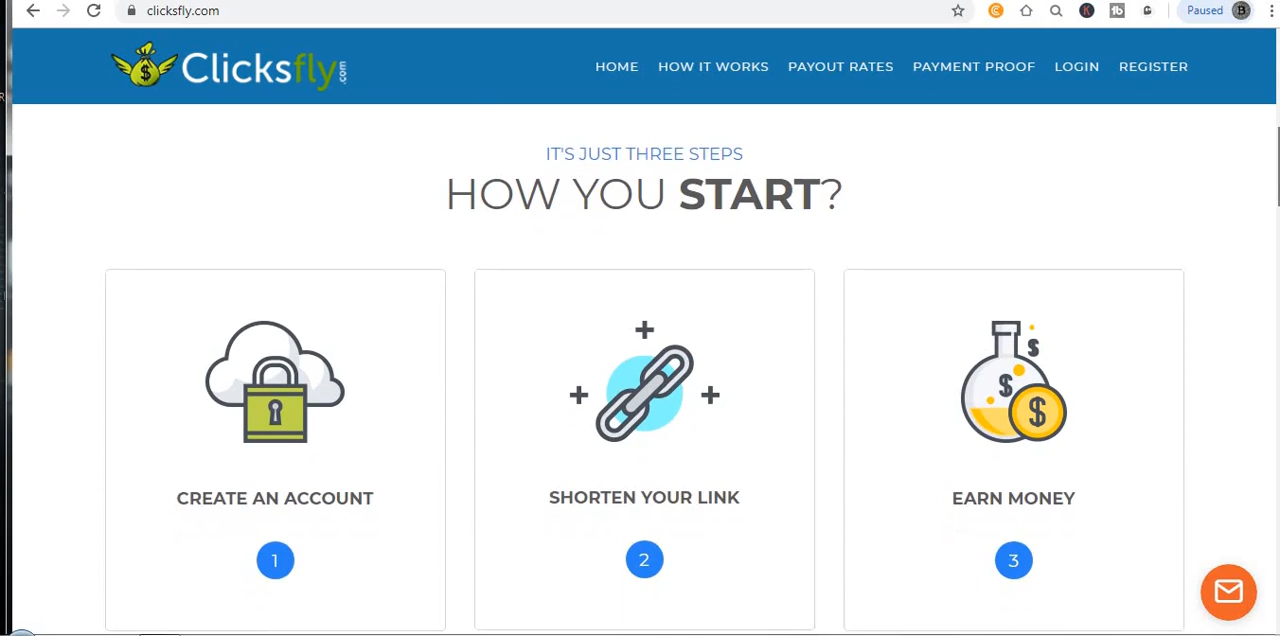 clicksfly.com
Paused
Clicksfly.com
HOME HOW IT WORKS PAYOUT RATES PAYMENT PROOF LOGIN REGISTER
IT'S JUST THREE STEPS
HOW YOU START?
CREATE AN ACCOUNT
1
SHORTEN YOUR LINK
2
EARN MONEY
3